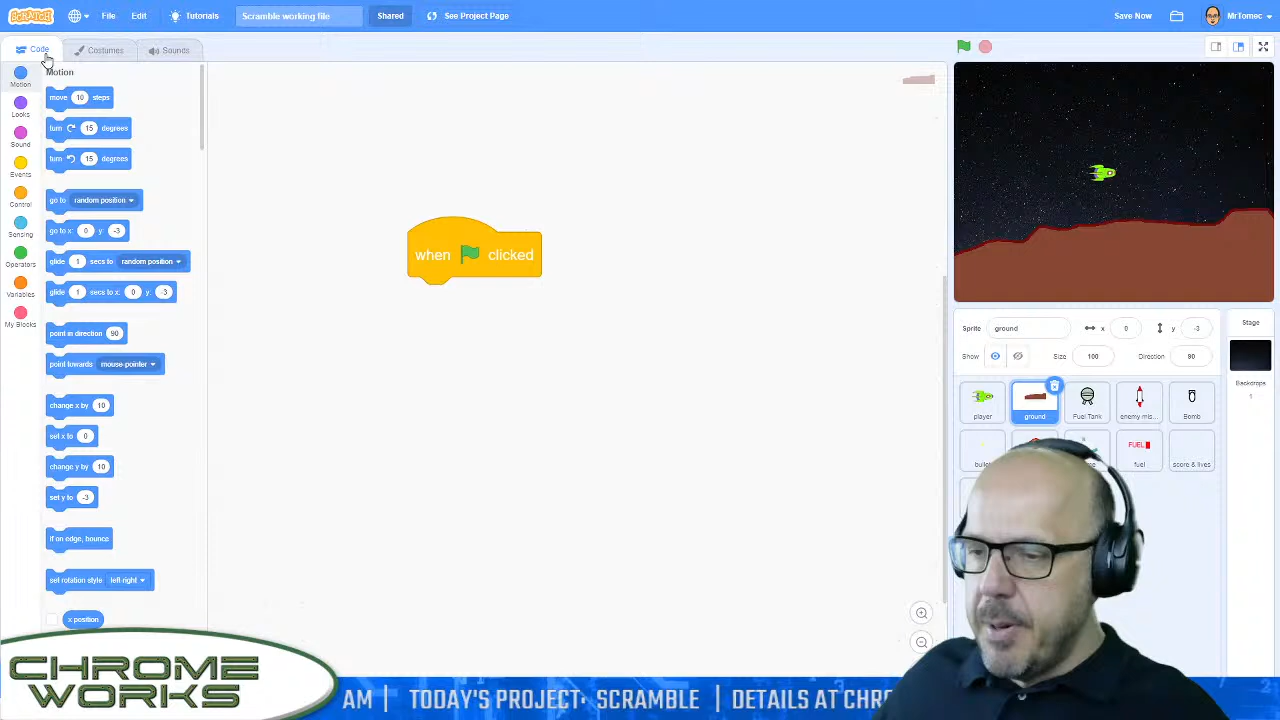 SCRATCH
File
Edit
Tutorials
Scramble working file
Shared
See Project Page
Save Now
MrTomec
Code
Costumes
Sounds
Motion
Looks
Sound
Events
Control
Sensing
Operators
Variables
My Blocks
Motion
move 10 steps
turn 15 degrees
turn 15 degrees
go to random position
go to x: 0 y: -3
glide 1 secs to random position
glide 1 secs to x: 0 y: -3
point in direction 90
point towards mouse-pointer
change x by 10
set x to 0
change y by 10
set y to -3
if on edge, bounce
set rotation style left-right
x position
when clicked
Sprite ground x 0 y -3
Show Size 100 Direction 90
Stage
Backdrops
1
player
ground
Fuel Tank
enemy mis...
Bomb
FUEL
fuel
score & lives
CHROME
WORKS
AM | TODAY'S PROJECT: SCRAMBLE | DETAILS AT CHR